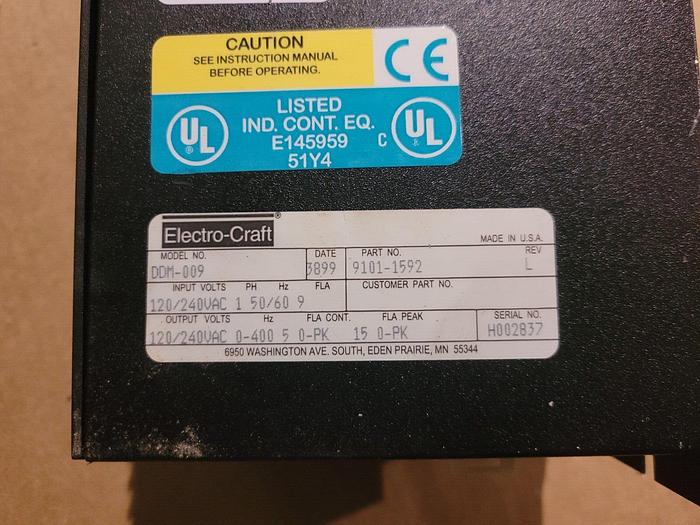 CAUTION
SEE INSTRUCTION MANUAL
BEFORE OPERATING.
CE
UL
®
LISTED
IND. CONT. EQ.
E145959
51Y4
C UL
®
Electro-Craft®
MADE IN U.S.A.
MODEL NO. DATE PART NO. REV
DDM-009 3899 9101-1592 L
INPUT VOLTS PH Hz FLA CUSTOMER PART NO.
120/240VAC 1 50/60 9
OUTPUT VOLTS Hz FLA CONT. FLA PEAK SERIAL NO.
120/240VAC 0-400 5 0-PK 15 0-PK H002837
6950 WASHINGTON AVE. SOUTH, EDEN PRAIRIE, MN 55344